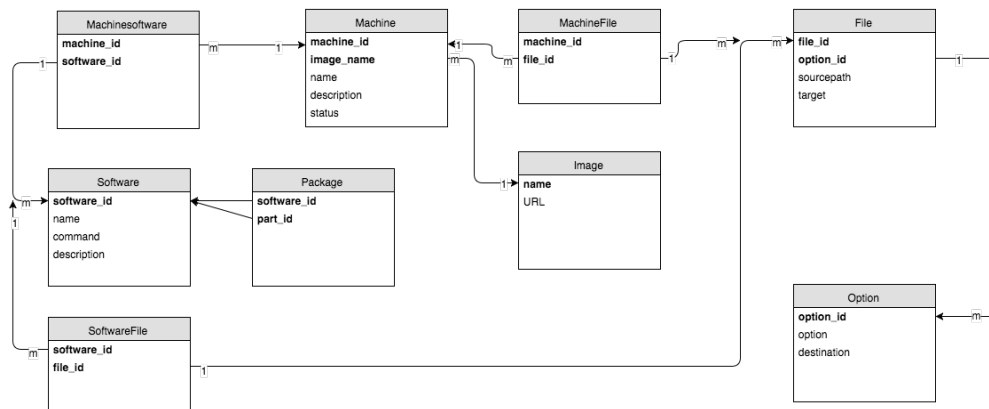 Machinesoftware
machine_id
software_id
Machine
machine_id
image_name
name
description
status
MachineFile
machine_id
file_id
File
file_id
option_id
sourcepath
target
m
1
1
m
1
m
m
1
1
m
m
1
Software
software_id
name
command
description
Package
software_id
part_id
Image
name
URL
m
1
1
SoftwareFile
software_id
file_id
m
1
Option
option_id
option
destination
m